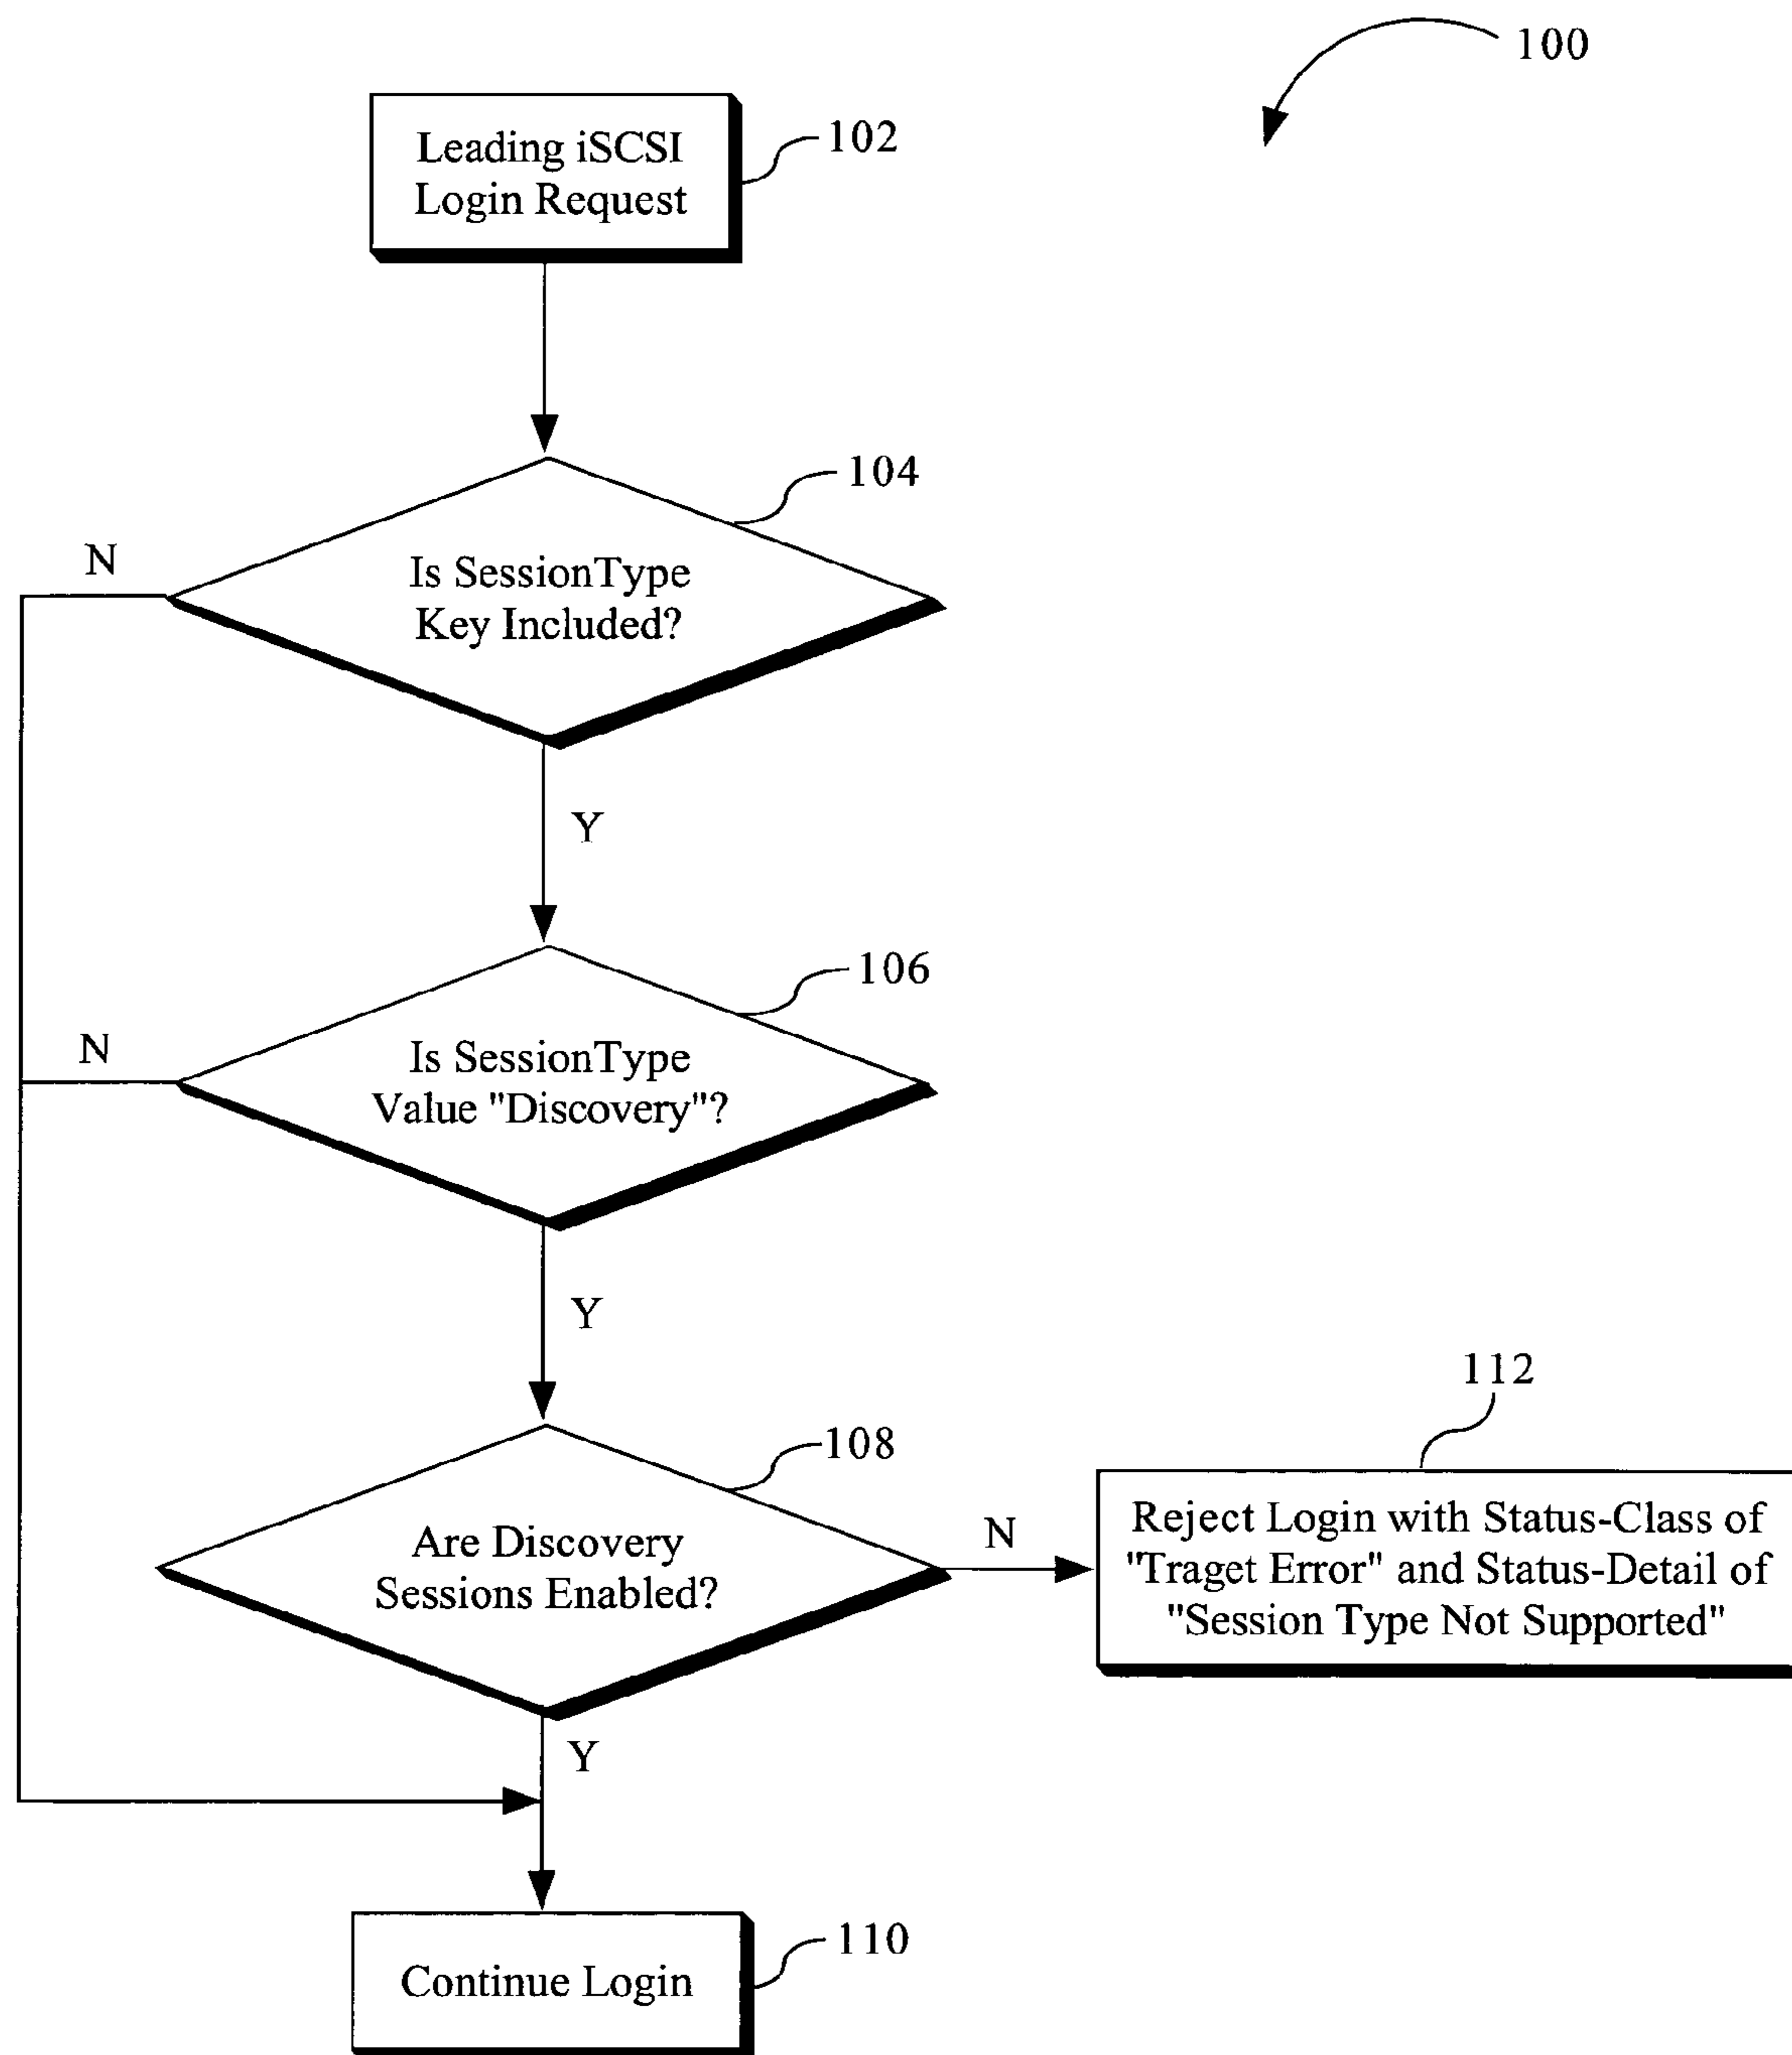 100
Leading iSCSI
Login Request
102
104
N
Is SessionType
Key Included?
Y
106
N
Is SessionType
Value "Discovery"?
Y
108
Are Discovery
Sessions Enabled?
N
112
Reject Login with Status-Class of
"Traget Error" and Status-Detail of
"Session Type Not Supported"
Y
110
Continue Login